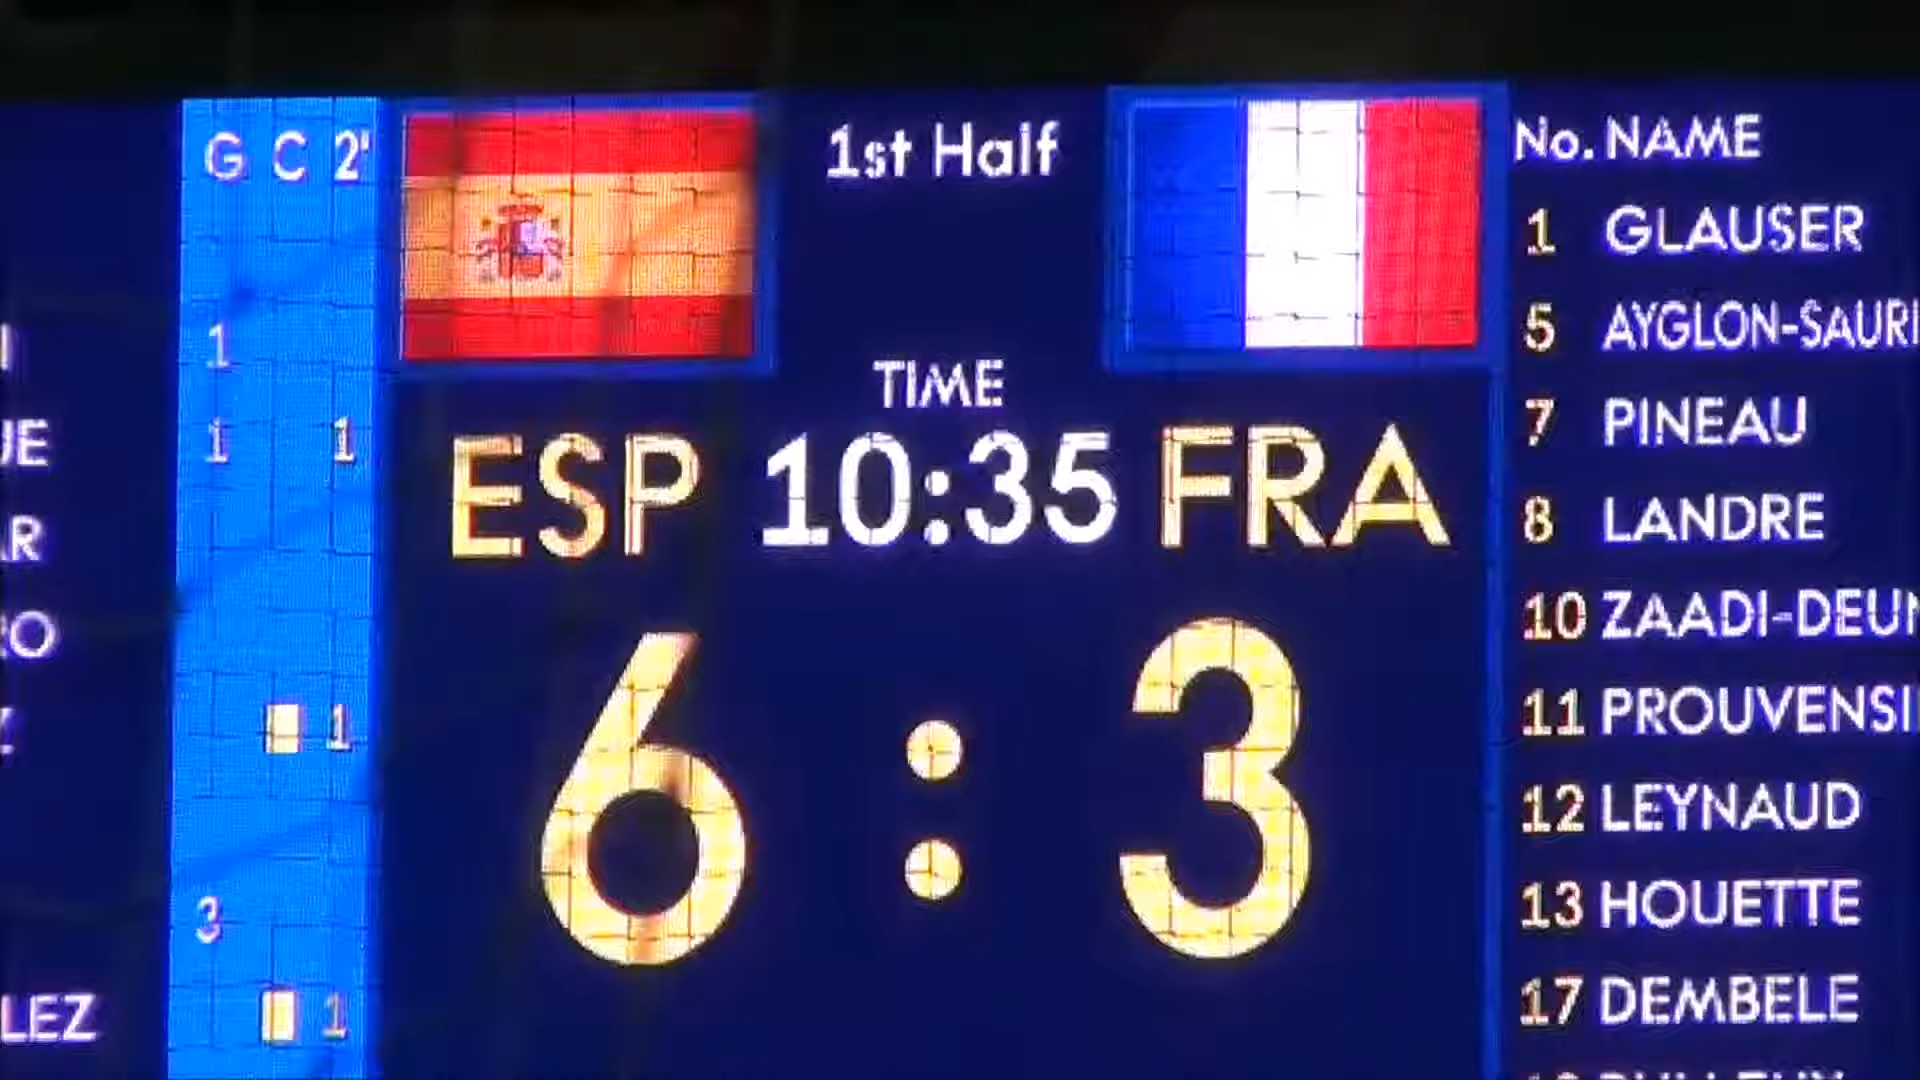 G C 2'
1
1 1
1
3
LEZ 1
1st Half
TIME
ESP 10:35 FRA
6 : 3
No. NAME
1 GLAUSER
5 AYGLON-SAURI
7 PINEAU
8 LANDRE
10 ZAADI-DEUN
11 PROUVENSI
12 LEYNAUD
13 HOUETTE
17 DEMBELE